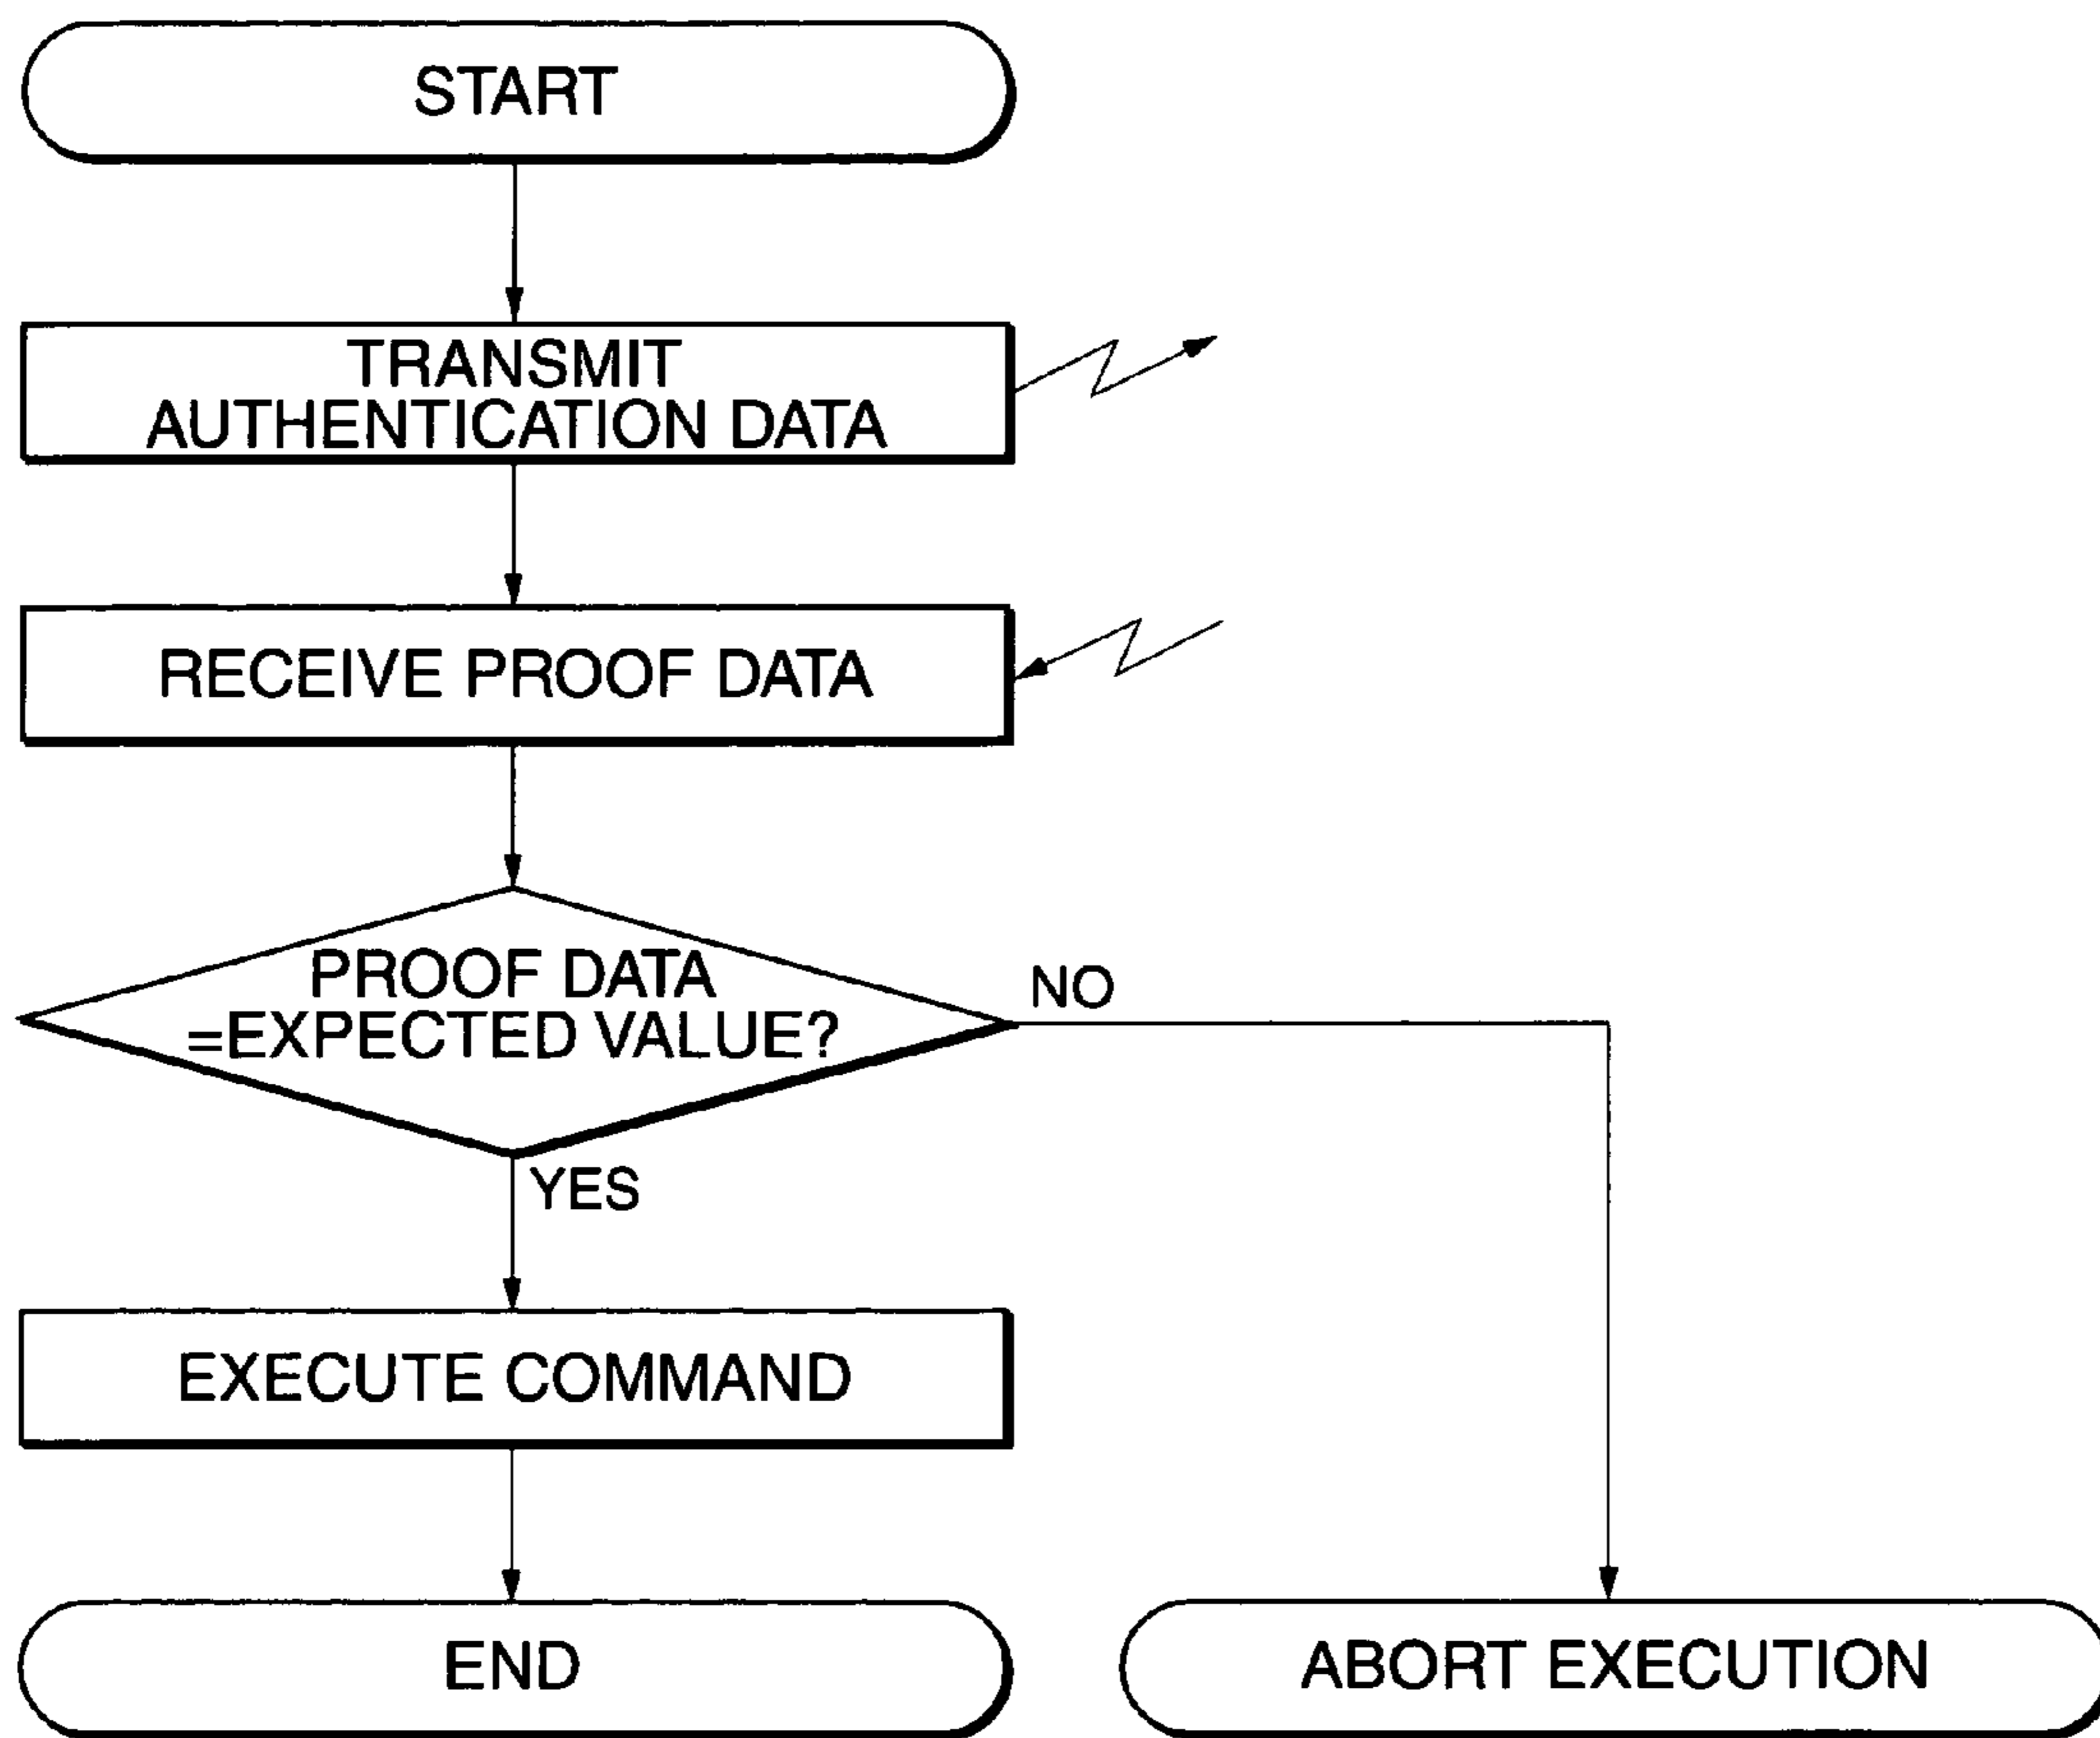 START
TRANSMIT
AUTHENTICATION DATA
RECEIVE PROOF DATA
PROOF DATA
=EXPECTED VALUE?
NO
YES
EXECUTE COMMAND
END
ABORT EXECUTION